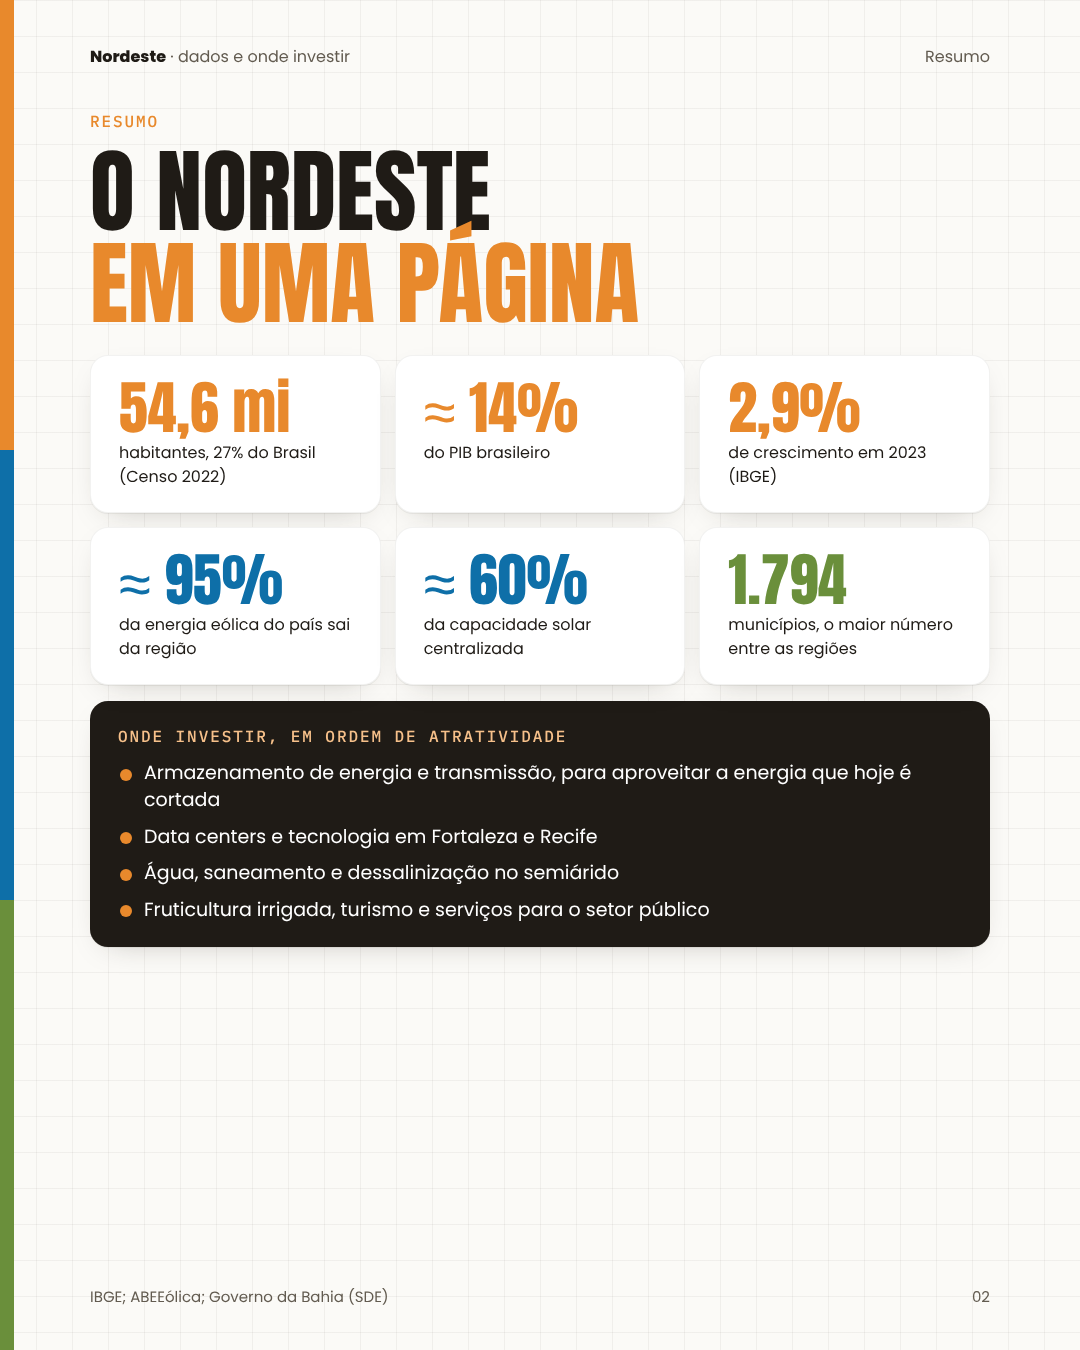 Nordeste · dados e onde investir
Resumo
RESUMO
O NORDESTE
EM UMA PÁGINA
54,6 mi
habitantes, 27% do Brasil
(Censo 2022)
≈ 14%
do PIB brasileiro
2,9%
de crescimento em 2023
(IBGE)
≈ 95%
da energia eólica do país sai
da região
≈ 60%
da capacidade solar
centralizada
1.794
municípios, o maior número
entre as regiões
ONDE INVESTIR, EM ORDEM DE ATRATIVIDADE
Armazenamento de energia e transmissão, para aproveitar a energia que hoje é
cortada
Data centers e tecnologia em Fortaleza e Recife
Água, saneamento e dessalinização no semiárido
Fruticultura irrigada, turismo e serviços para o setor público
IBGE; ABEEólica; Governo da Bahia (SDE)
02